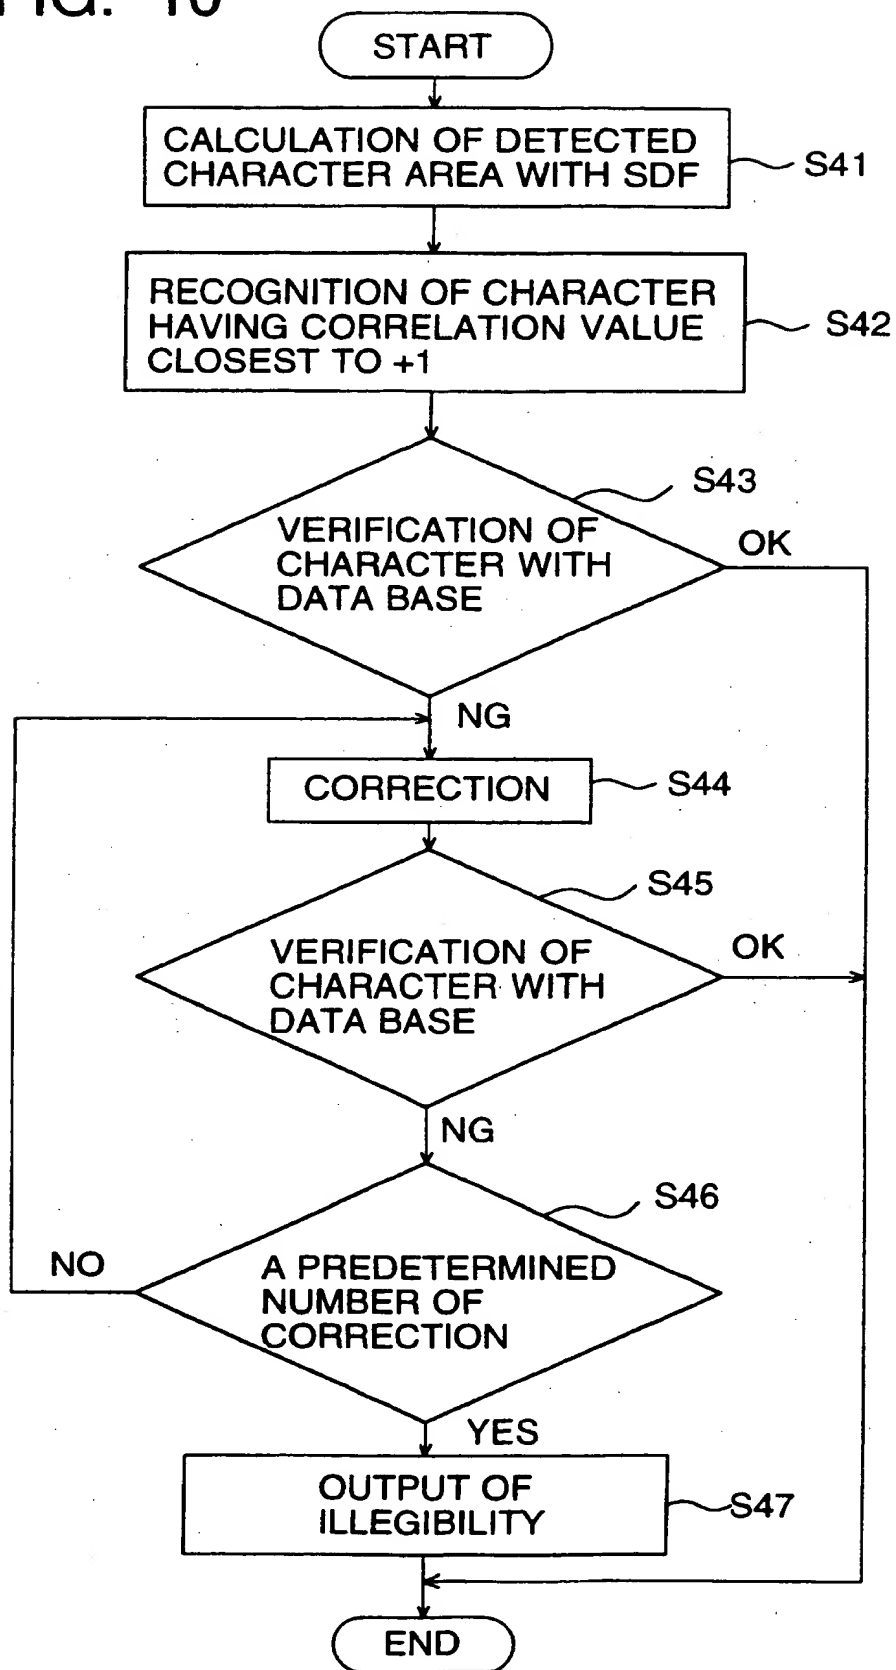 FIG. 10
START
CALCULATION OF DETECTED
CHARACTER AREA WITH SDF
S41
RECOGNITION OF CHARACTER
HAVING CORRELATION VALUE
CLOSEST TO +1
S42
S43
VERIFICATION OF
CHARACTER WITH
DATA BASE
OK
NG
CORRECTION
S44
S45
VERIFICATION OF
CHARACTER WITH
DATA BASE
OK
NG
S46
A PREDETERMINED
NUMBER OF
CORRECTION
NO
YES
OUTPUT OF
ILLEGIBILITY
S47
END